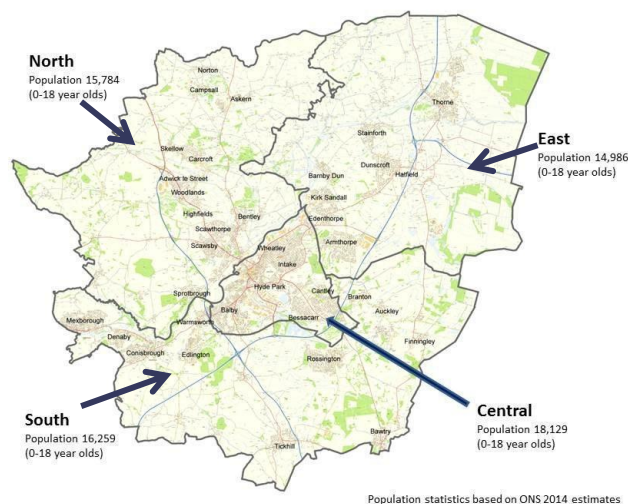 North
Population 15,784
(0-18 year olds)
Norton
Campsall
Askern
Thorne
Skellow
Carcroft
Adwick le Street
Woodlands
Highfields
Scawthorpe
Bentley
Scawsby
Stainforth
Dunscroft
Hatfield
Barnby Dun
Kirk Sandall
Edenthorpe
Armthorpe
East
Population 14,986
(0-18 year olds)
Wheatley
Intake
Hyde Park
Cantley
Balby
Bessacarr
Sprotbrough
Warmsworth
Mexborough
Denaby
Conisbrough
Edlington
Branton
Auckley
Finningley
Rossington
Tickhill
Bawtry
South
Population 16,259
(0-18 year olds)
Central
Population 18,129
(0-18 year olds)
Population statistics based on ONS 2014 estimates